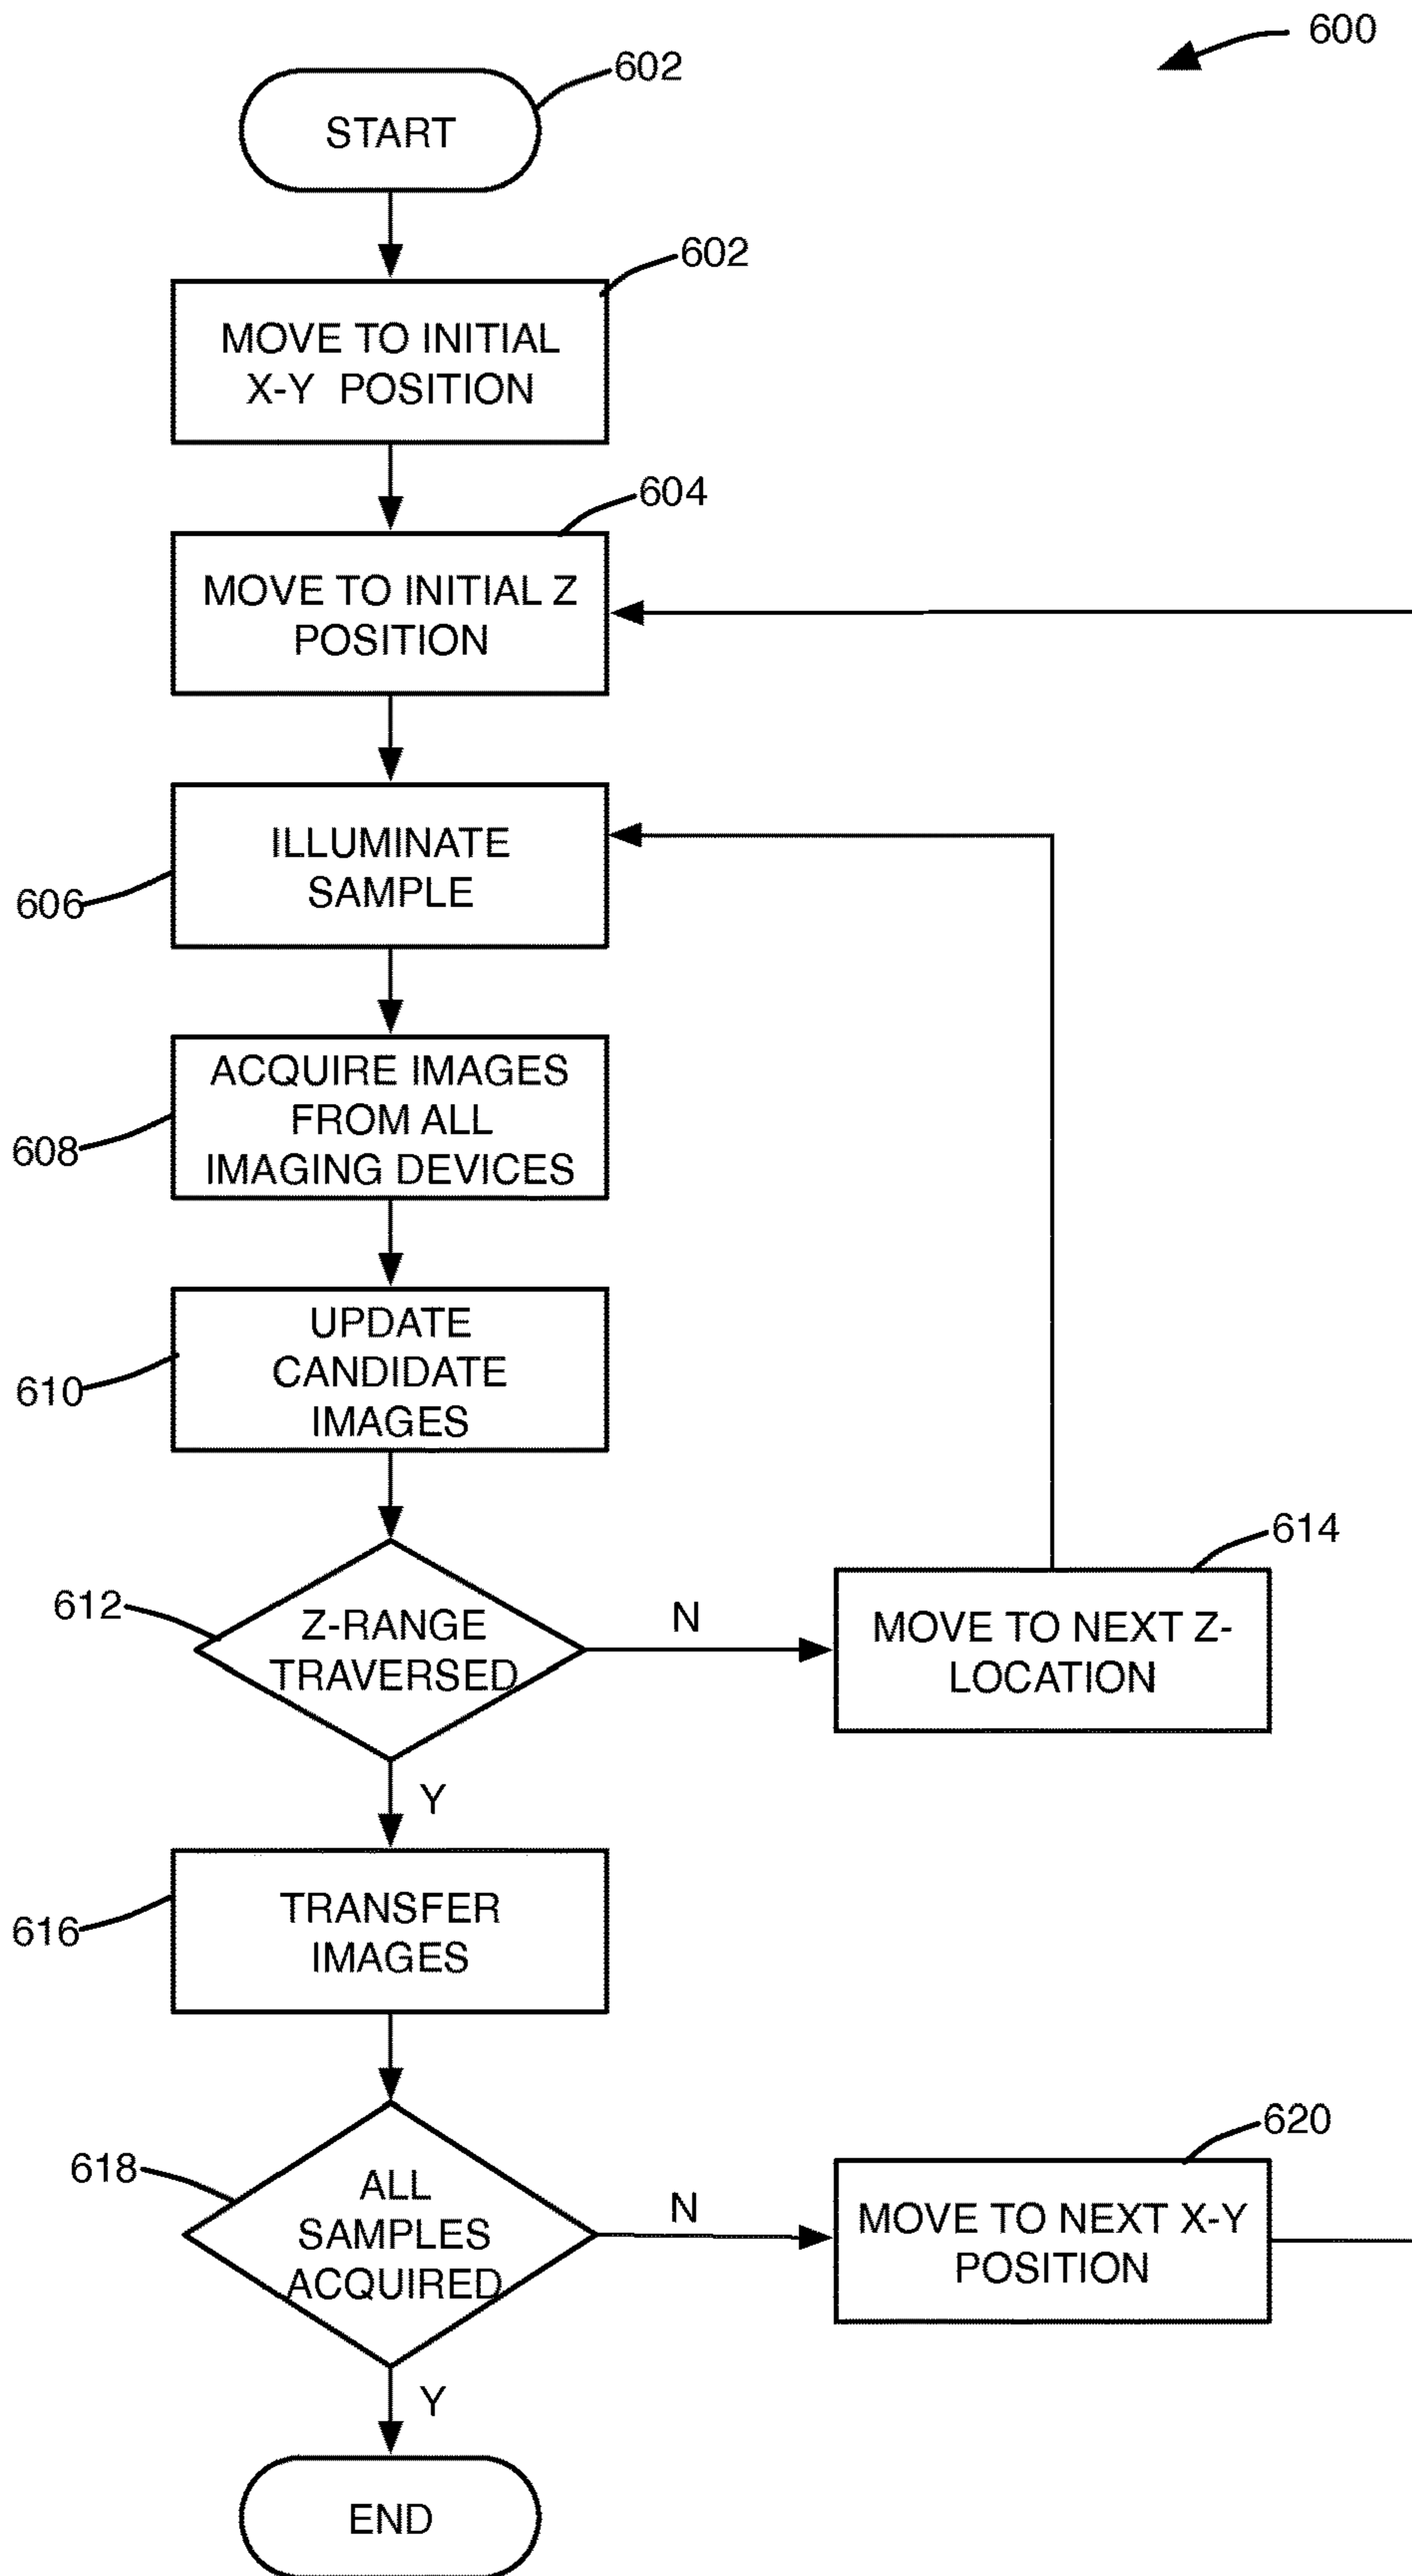 600
602
START
602
MOVE TO INITIAL
X-Y POSITION
604
MOVE TO INITIAL Z
POSITION
606
ILLUMINATE
SAMPLE
608
ACQUIRE IMAGES
FROM ALL
IMAGING DEVICES
610
UPDATE
CANDIDATE
IMAGES
612
Z-RANGE
TRAVERSED
N
614
MOVE TO NEXT Z-
LOCATION
Y
616
TRANSFER
IMAGES
618
ALL
SAMPLES
ACQUIRED
N
620
MOVE TO NEXT X-Y
POSITION
Y
END